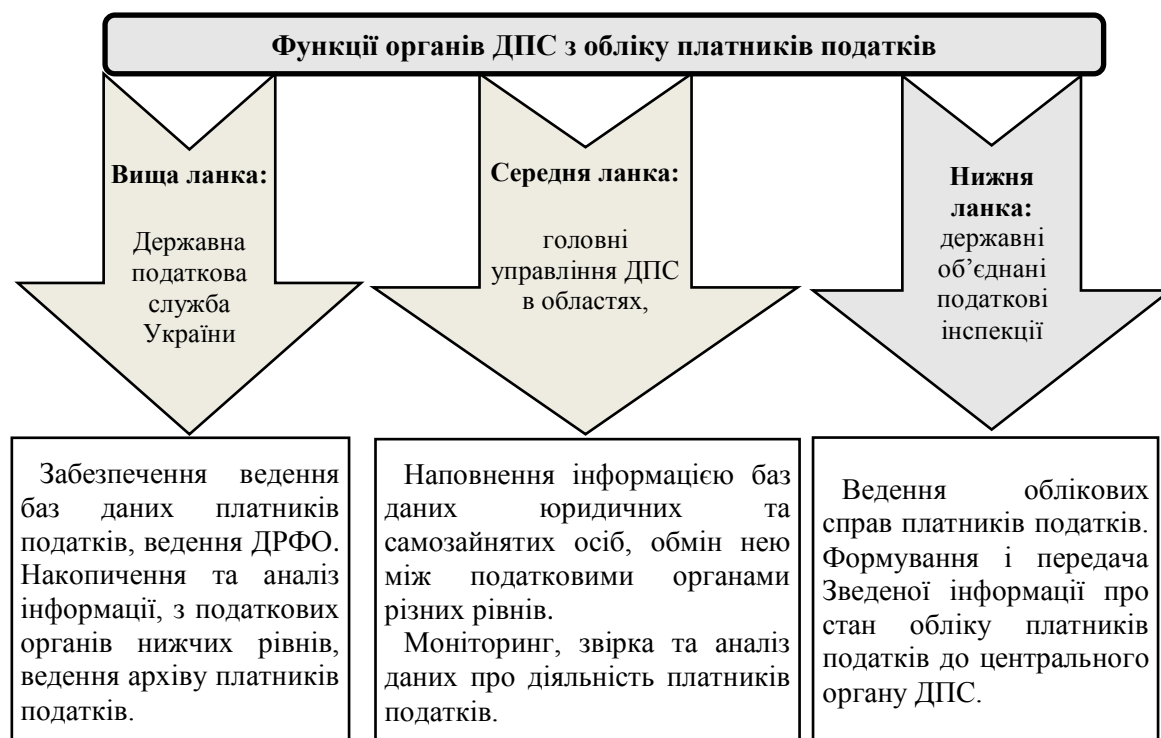 Функції органів ДПС з обліку платників податків
Вища ланка:
Державна
податкова
служба
України
Середня ланка:
головні
управління ДПС
в областях,
Нижня
ланка:
державні
об’єднані
податкові
інспекції
Забезпечення ведення
баз даних платників
податків, ведення ДРФО.
Накопичення та аналіз
інформації, з податкових
органів нижчих рівнів,
ведення архіву платників
податків.
Наповнення інформацією баз
даних юридичних та
самозайнятих осіб, обмін нею
між податковими органами
різних рівнів.
Моніторинг, звірка та аналіз
даних про діяльність платників
податків.
Ведення облікових
справ платників податків.
Формування і передача
Зведеної інформації про
стан обліку платників
податків до центрального
органу ДПС.